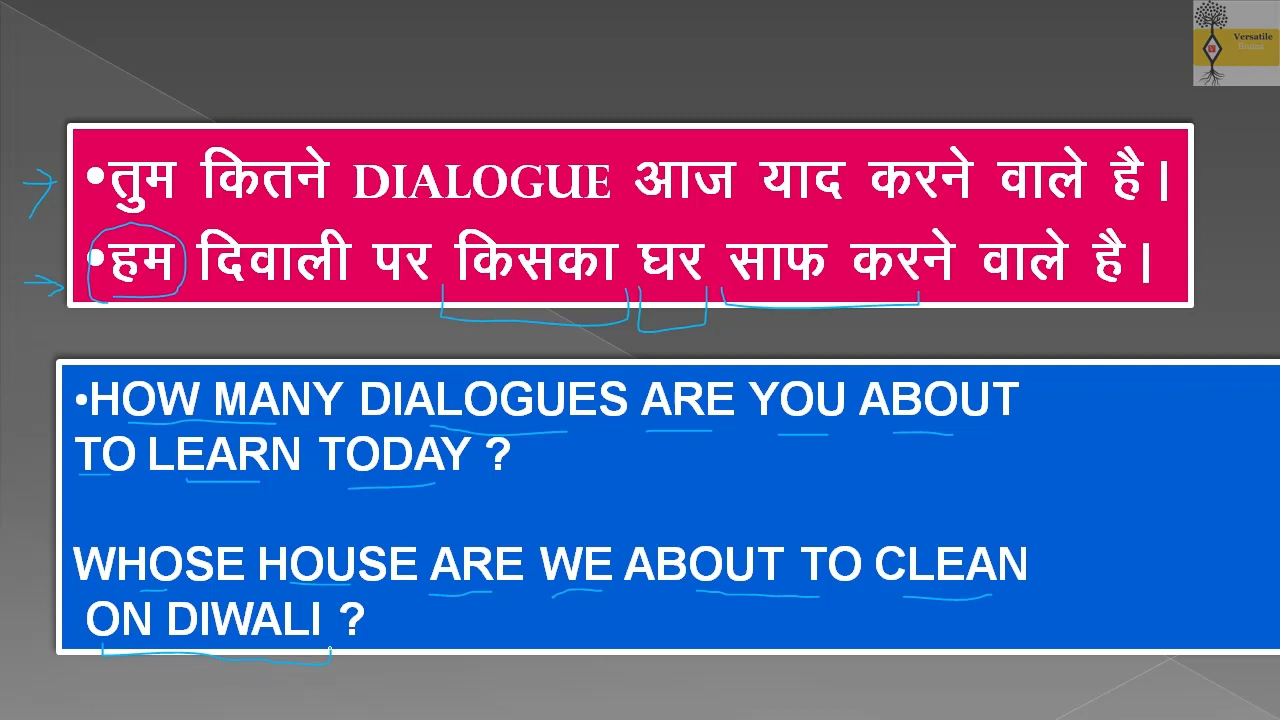 Versatile
•तुम कितने DIALOGUE आज याद करने वाले है।
•हम दिवाली पर किसका घर साफ करने वाले है।
•HOW MANY DIALOGUES ARE YOU ABOUT
TO LEARN TODAY ?
WHOSE HOUSE ARE WE ABOUT TO CLEAN
ON DIWALI ?